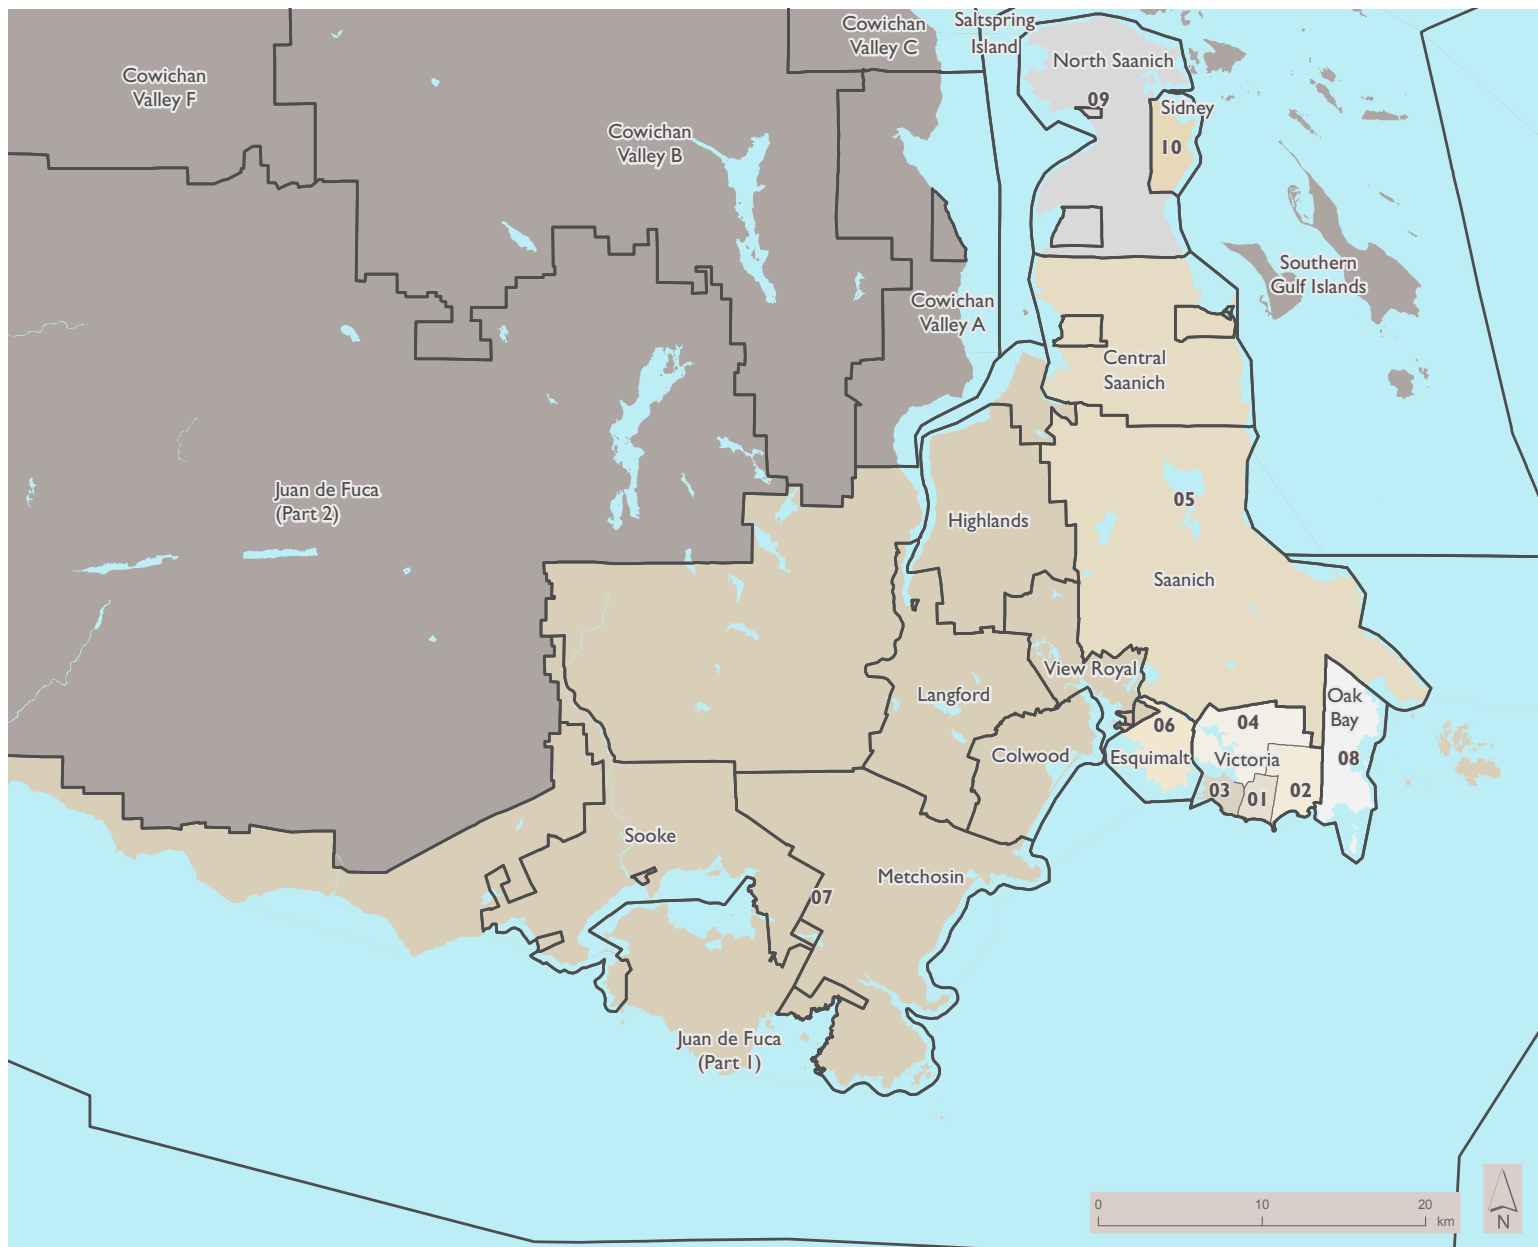 Cowichan
Valley C
Saltspring
Island
North Saanich
Cowichan
Valley F
09
Sidney
10
Cowichan
Valley B
Southern
Gulf Islands
Cowichan
Valley A
Central
Saanich
Juan de Fuca
(Part 2)
05
Highlands
Saanich
View Royal
Langford
Oak
Bay
04
06
Colwood
Esquimalt
Victoria
08
03
01
02
Sooke
Metchosin
07
Juan de Fuca
(Part 1)
0
10
20
km
N